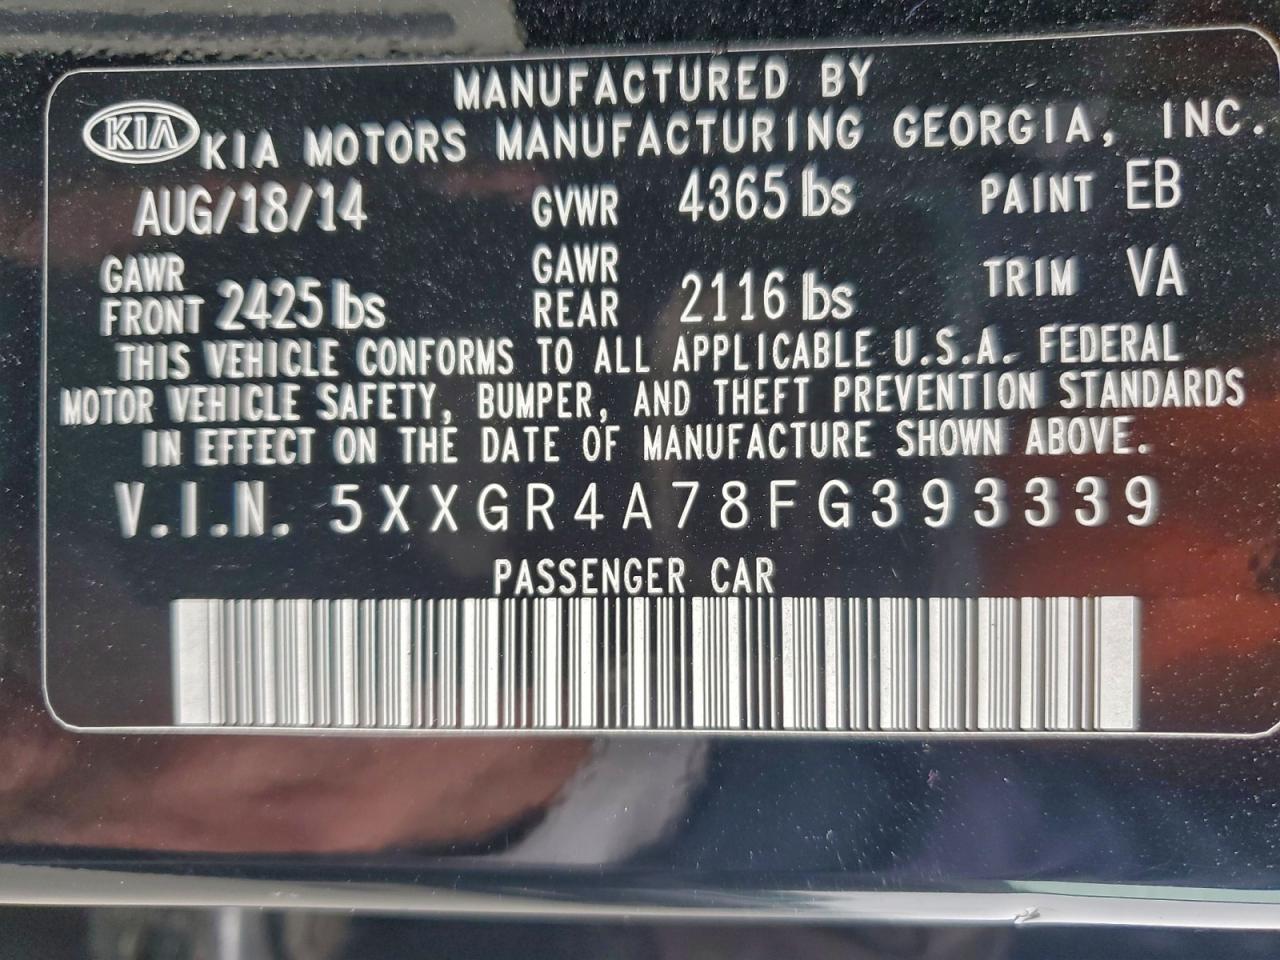 MANUFACTURED BY
KIA KIA MOTORS MANUFACTURING GEORGIA, INC.
AUG/18/14 GVWR 4365 lbs PAINT EB
GAWR FRONT 2425 lbs GAWR REAR 2116 lbs TRIM VA
THIS VEHICLE CONFORMS TO ALL APPLICABLE U.S.A. FEDERAL
MOTOR VEHICLE SAFETY, BUMPER, AND THEFT PREVENTION STANDARDS
IN EFFECT ON THE DATE OF MANUFACTURE SHOWN ABOVE.
V.I.N. 5XXGR4A78FG393339
PASSENGER CAR